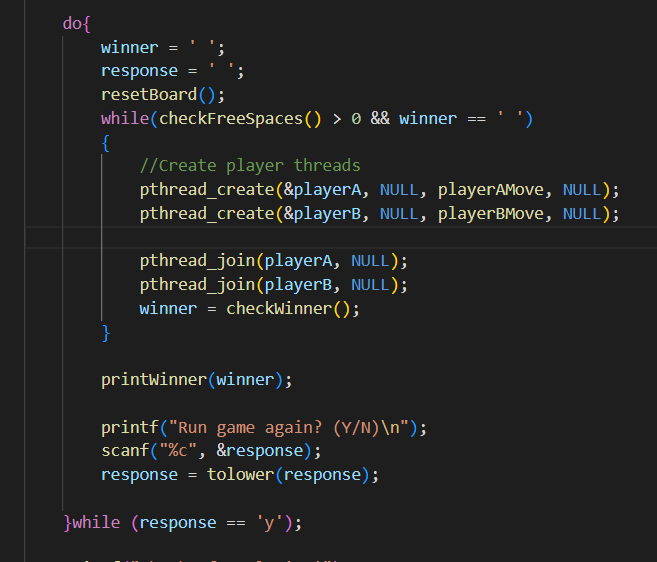 do{
winner = ' ';
response = ' ';
resetBoard();
while(checkFreeSpaces() > 0 && winner == ' ')
{
//Create player threads
pthread_create(&playerA, NULL, playerAMove, NULL);
pthread_create(&playerB, NULL, playerBMove, NULL);
pthread_join(playerA, NULL);
pthread_join(playerB, NULL);
winner = checkWinner();
}
printWinner(winner);
printf("Run game again? (Y/N)\n");
scanf("%c", &response);
response = tolower(response);
}while (response == 'y');